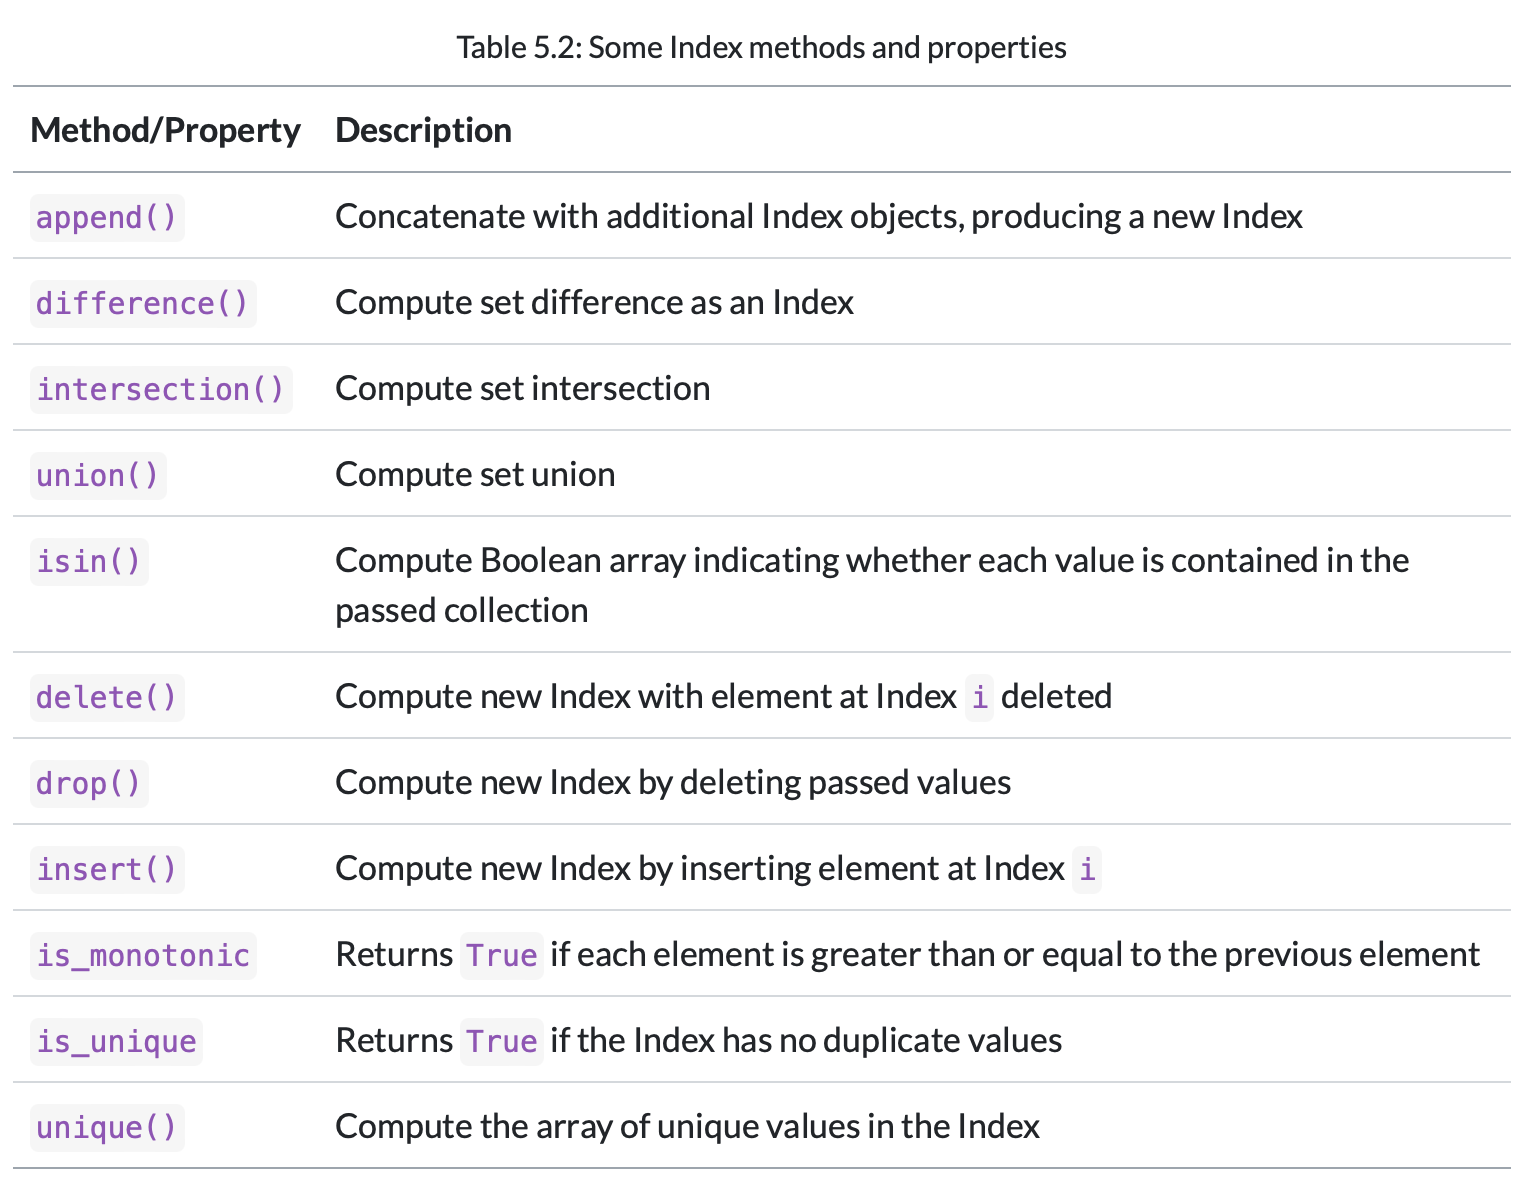 Table 5.2: Some Index methods and properties
Method/Property Description
append() Concatenate with additional Index objects, producing a new Index
difference() Compute set difference as an Index
intersection() Compute set intersection
union() Compute set union
isin() Compute Boolean array indicating whether each value is contained in the
passed collection
delete() Compute new Index with element at Index i deleted
drop() Compute new Index by deleting passed values
insert() Compute new Index by inserting element at Index i
is_monotonic Returns True if each element is greater than or equal to the previous element
is_unique Returns True if the Index has no duplicate values
unique() Compute the array of unique values in the Index